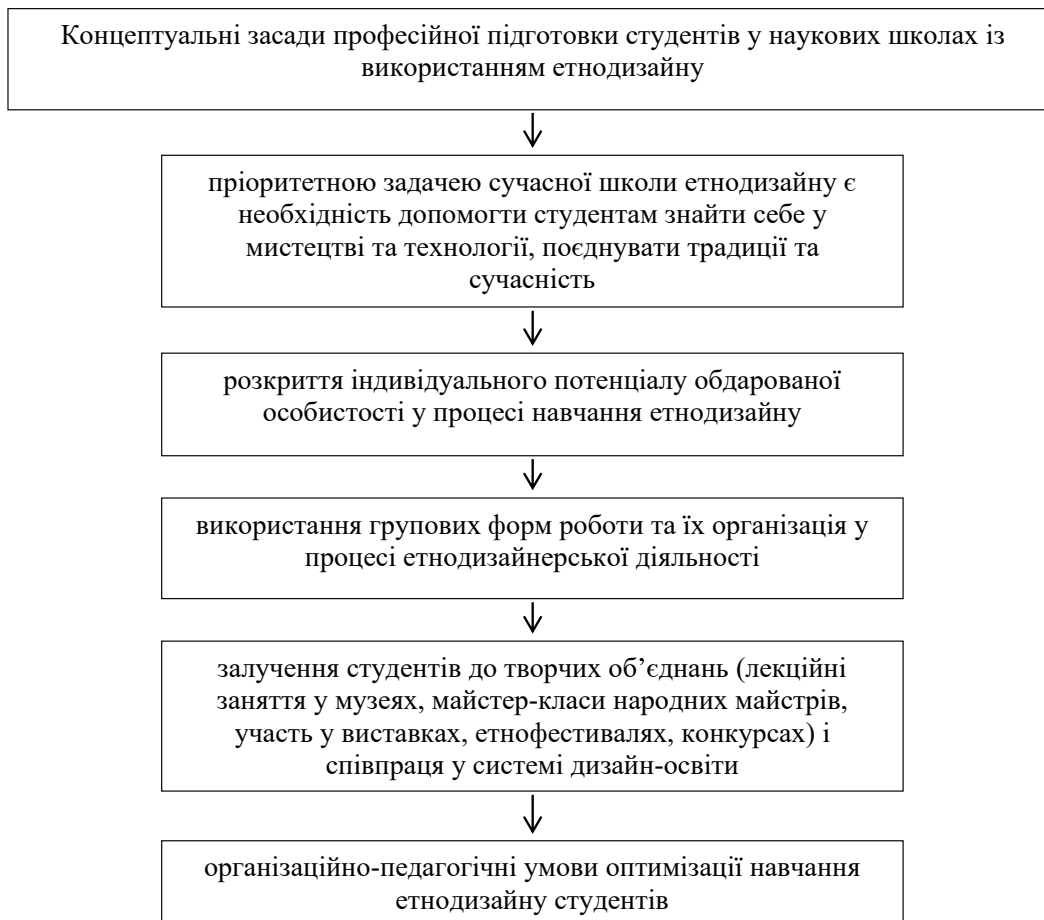 Концептуальні засади професійної підготовки студентів у наукових школах із
використанням етнодизайну
пріоритетною задачею сучасної школи етнодизайну є
необхідність допомогти студентам знайти себе у
мистецтві та технології, поєднувати традиції та
сучасність
розкриття індивідуального потенціалу обдарованої
особистості у процесі навчання етнодизайну
використання групових форм роботи та їх організація у
процесі етнодизайнерської діяльності
залучення студентів до творчих об’єднань (лекційні
заняття у музеях, майстер-класи народних майстрів,
участь у виставках, етнофестивалях, конкурсах) і
співпраця у системі дизайн-освіти
організаційно-педагогічні умови оптимізації навчання
етнодизайну студентів